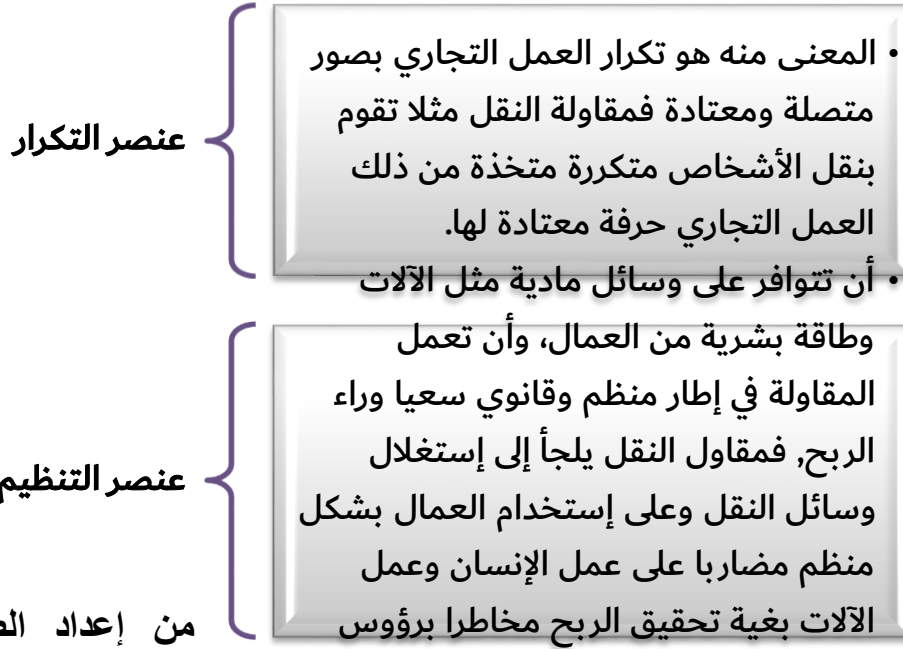 • المعنى منه هو تكرار العمل التجاري بصور
متصلة ومعتادة فمقاولة النقل مثلا تقوم
بنقل الأشخاص متكررة متخذة من ذلك
العمل التجاري حرفة معتادة لها.
عنصر التكرار
• أن تتوافر على وسائل مادية مثل الآلات
وطاقة بشرية من العمال، وأن تعمل
المقاولة في إطار منظم وقانوي سعيا وراء
الربح, فمقاول النقل يلجأ إلى إستغلال
وسائل النقل وعلى إستخدام العمال بشكل
منظم مضاربا على عمل الإنسان وعمل
الآلات بغية تحقيق الربح مخاطرا برؤوس
عنصر التنظيم
من إعداد